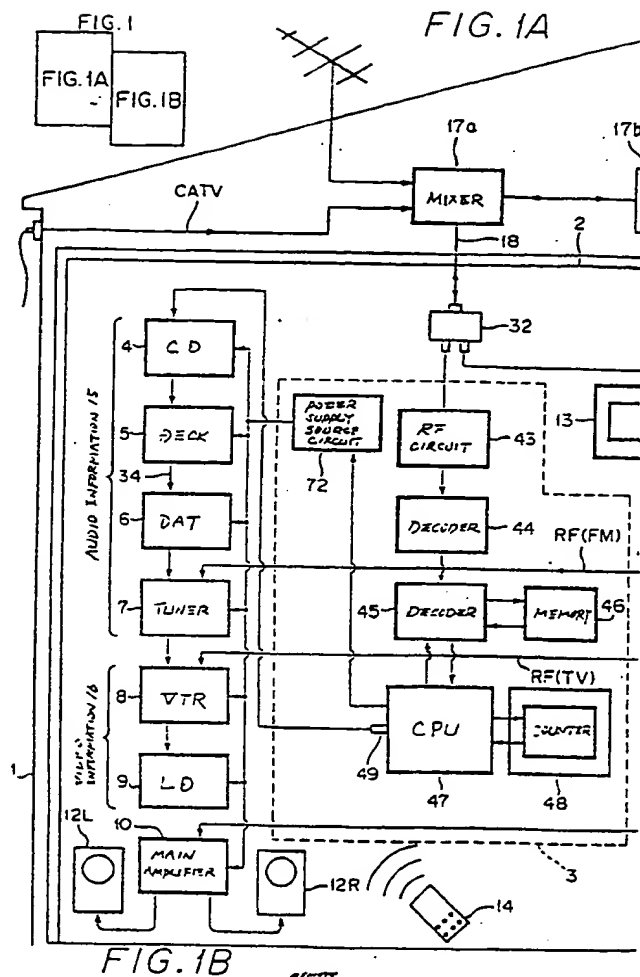 FIG. 1
FIG. 1A
FIG. 1B
FIG. 1A
17a
17b
MIXER
CATV
18
2
32
4
CD
5
DECK
34
6
DAT
7
TUNER
AUDIO INFORMATION 15
8
VTR
9
LD
VIDEO INFORMATION 16
POWER
SUPPLY
SOURCE
CIRCUIT
72
RF
CIRCUIT
43
13
DECODER
44
RF(FM)
45
DECODER
MEMORY
46
RF(TV)
CPU
49
47
COUNTER
48
1
12L
10
MAIN
AMPLIFIER
12R
3
14
FIG. 1B